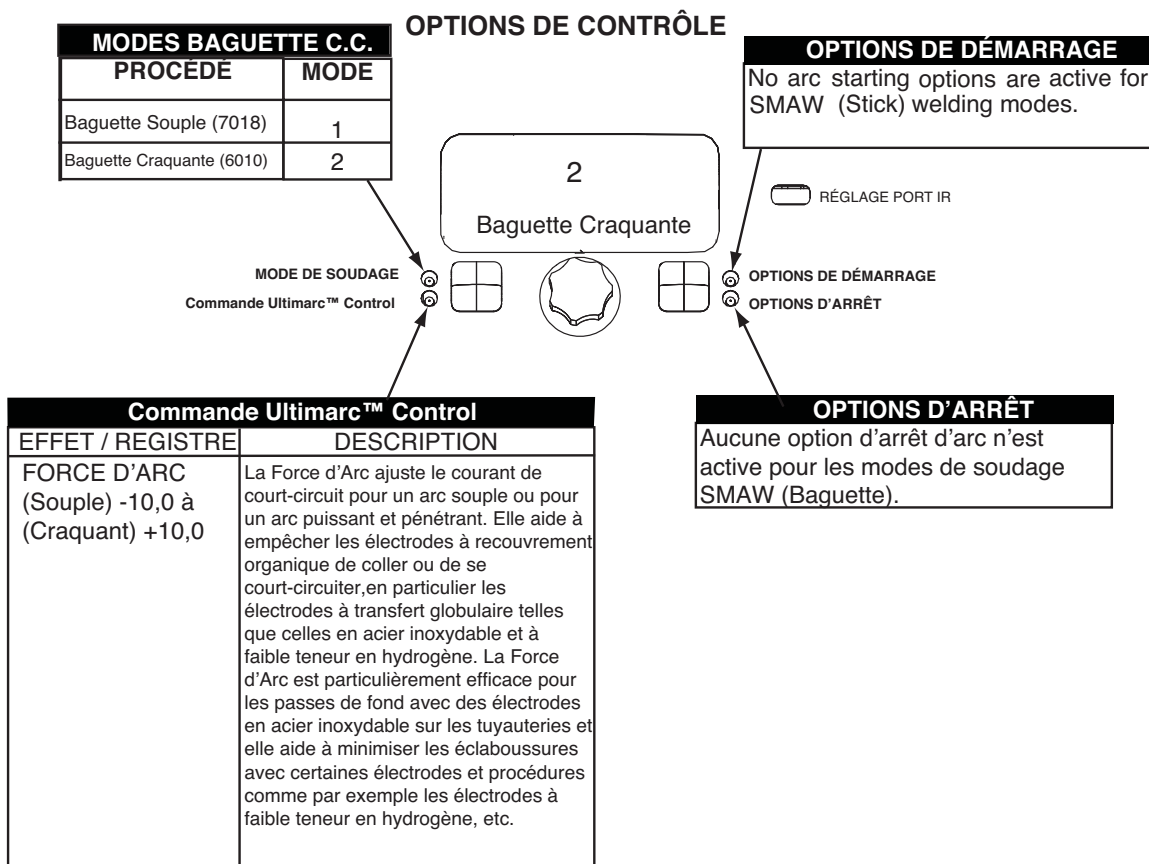 OPTIONS DE CONTRÔLE
MODES BAGUETTE C.C.
PROCÉDÉ MODE
Baguette Souple (7018) 1
Baguette Craquante (6010) 2
OPTIONS DE DÉMARRAGE
No arc starting options are active for
SMAW (Stick) welding modes.
2
Baguette Craquante
RÉGLAGE PORT IR
MODE DE SOUDAGE
Commande Ultimarc™ Control
OPTIONS DE DÉMARRAGE
OPTIONS D'ARRÊT
Commande Ultimarc™ Control
EFFET / REGISTRE DESCRIPTION
FORCE D'ARC
(Souple) -10,0 à
(Craquant) +10,0
La Force d'Arc ajuste le courant de
court-circuit pour un arc souple ou pour
un arc puissant et pénétrant. Elle aide à
empêcher les électrodes à recouvrement
organique de coller ou de se
court-circuiter,en particulier les
électrodes à transfert globulaire telles
que celles en acier inoxydable et à
faible teneur en hydrogène. La Force
d'Arc est particulièrement efficace pour
les passes de fond avec des électrodes
en acier inoxydable sur les tuyauteries et
elle aide à minimiser les éclaboussures
avec certaines électrodes et procédures
comme par exemple les électrodes à
faible teneur en hydrogène, etc.
OPTIONS D'ARRÊT
Aucune option d'arrêt d'arc n'est
active pour les modes de soudage
SMAW (Baguette).